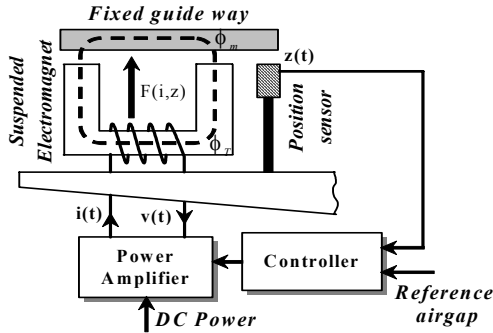 Fixed guide way
ϕm
z(t)
Suspended
Electromagnet
F(i,z)
Position
sensor
ϕT
i(t)
v(t)
Power
Amplifier
Controller
Reference
airgap
DC Power